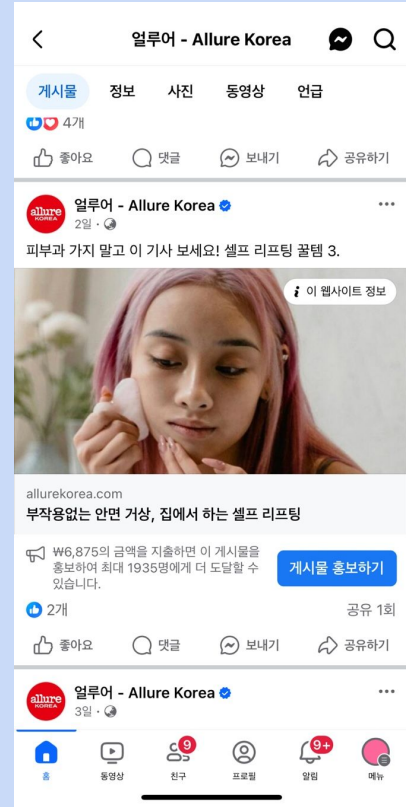 얼루어 - Allure Korea
게시물 정보 사진 동영상 언급
4개
좋아요 댓글 보내기 공유하기
allure
KOREA
얼루어 - Allure Korea
2일 ·
피부과 가지 말고 이 기사 보세요! 셀프 리프팅 꿀템 3.
i 이 웹사이트 정보
allurekorea.com
부작용없는 안면 거상, 집에서 하는 셀프 리프팅
₩6,875의 금액을 지출하면 이 게시물을
홍보하여 최대 1935명에게 더 도달할 수
있습니다.
게시물 홍보하기
2개
공유 1회
좋아요 댓글 보내기 공유하기
allure
KOREA
얼루어 - Allure Korea
3일 ·
9 9+
홈 동영상 친구 프로필 알림 메뉴